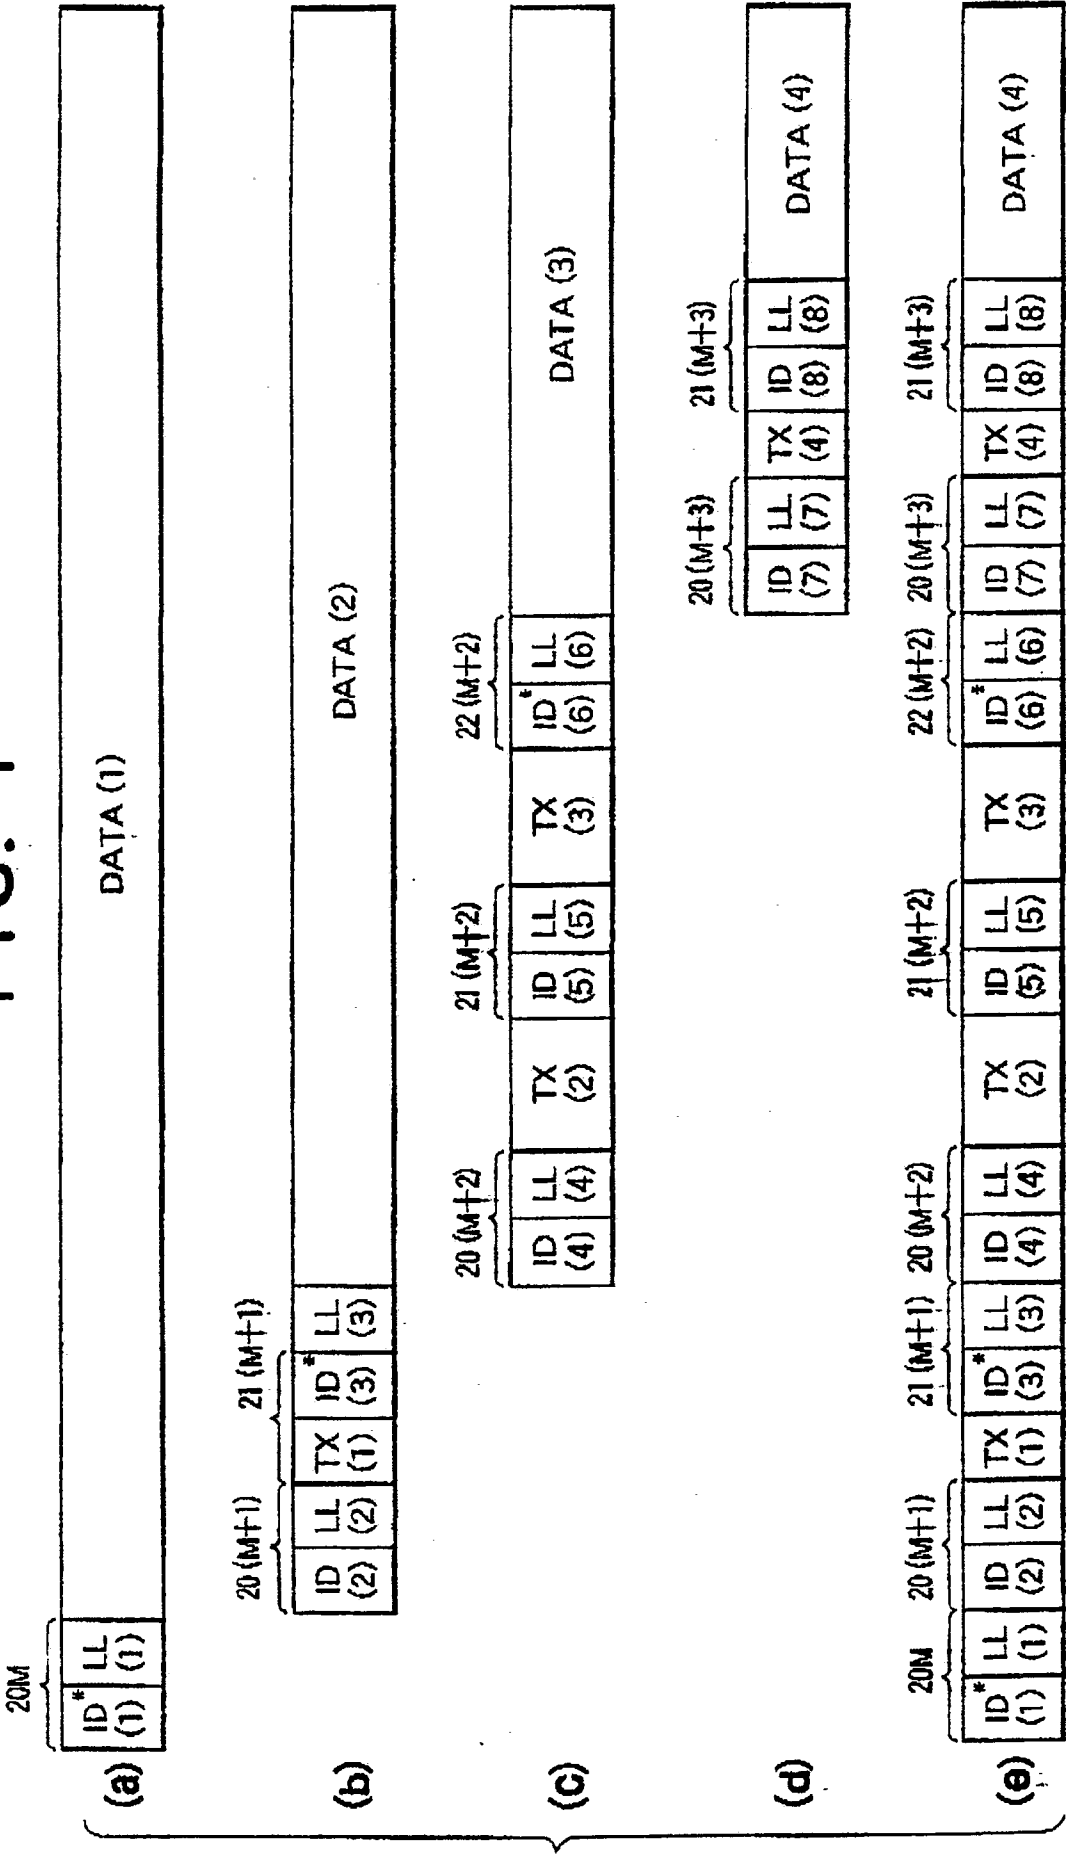 FIG. 1
20M
(a) ID* (1) LL (1) DATA (1)
20 (M+1) 21 (M+1)
(b) ID (2) LL (2) TX (1) ID* (3) LL (3) DATA (2)
20 (M+2) 21 (M+2) 22 (M+2)
(c) ID (4) LL (4) TX (2) ID (5) LL (5) TX (3) ID* (6) LL (6) DATA (3)
20 (M+3) 21 (M+3)
(d) ID (7) LL (7) TX (4) ID (8) LL (8) DATA (4)
20M 20 (M+1) 21 (M+1) 20 (M+2) 21 (M+2) 22 (M+2) 20 (M+3) 21 (M+3)
(e) ID* (1) LL (1) ID (2) LL (2) TX (1) ID* (3) LL (3) ID (4) LL (4) TX (2) ID (5) LL (5) TX (3) ID* (6) LL (6) ID (7) LL (7) TX (4) ID (8) LL (8) DATA (4)